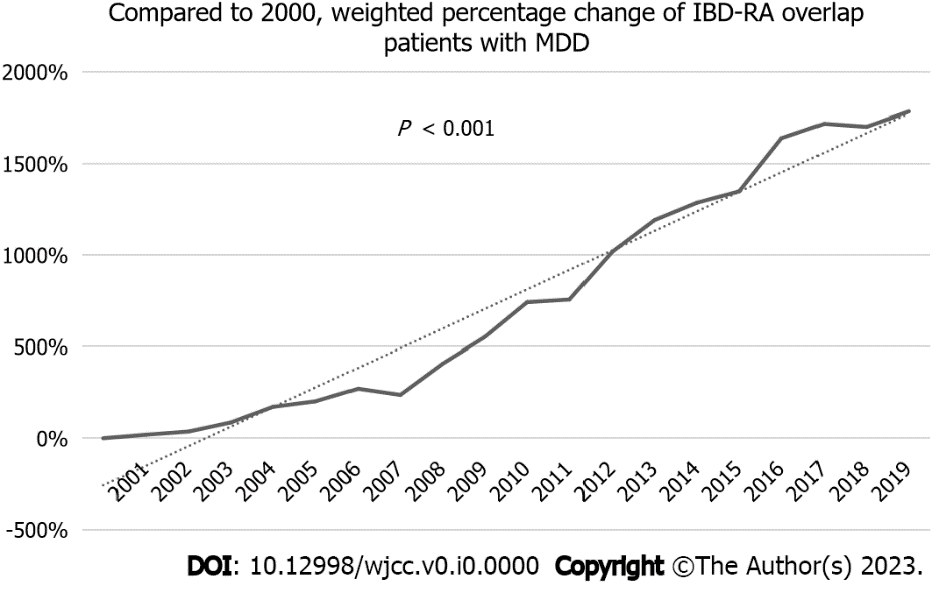 Compared to 2000, weighted percentage change of IBD-RA overlap
patients with MDD
2000%
P < 0.001
1500%
1000%
500%
0%
2001 2002 2003 2004 2005 2006 2007 2008 2009 2010 2011 2012 2013 2014 2015 2016 2017 2018 2019
-500%
DOI: 10.12998/wjcc.v0.i0.0000 Copyright ©The Author(s) 2023.